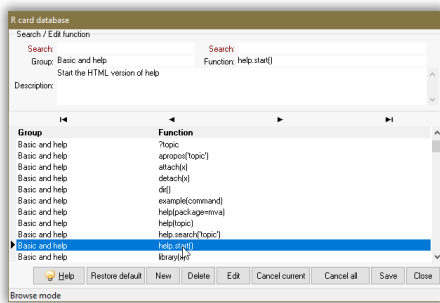 R card database
Search / Edit function
Search: Search:
Group: Basic and help Function: help.start()
Description: Start the HTML version of help
Group Function
Basic and help ?topic
Basic and help apropos('topic')
Basic and help attach(x)
Basic and help detach(x)
Basic and help dir()
Basic and help example(command)
Basic and help help(package=mva)
Basic and help help(topic)
Basic and help help.search('topic')
Basic and help help.start()
Basic and help
Help Restore default New Delete Edit Cancel current Cancel all Save Close
Browse mode